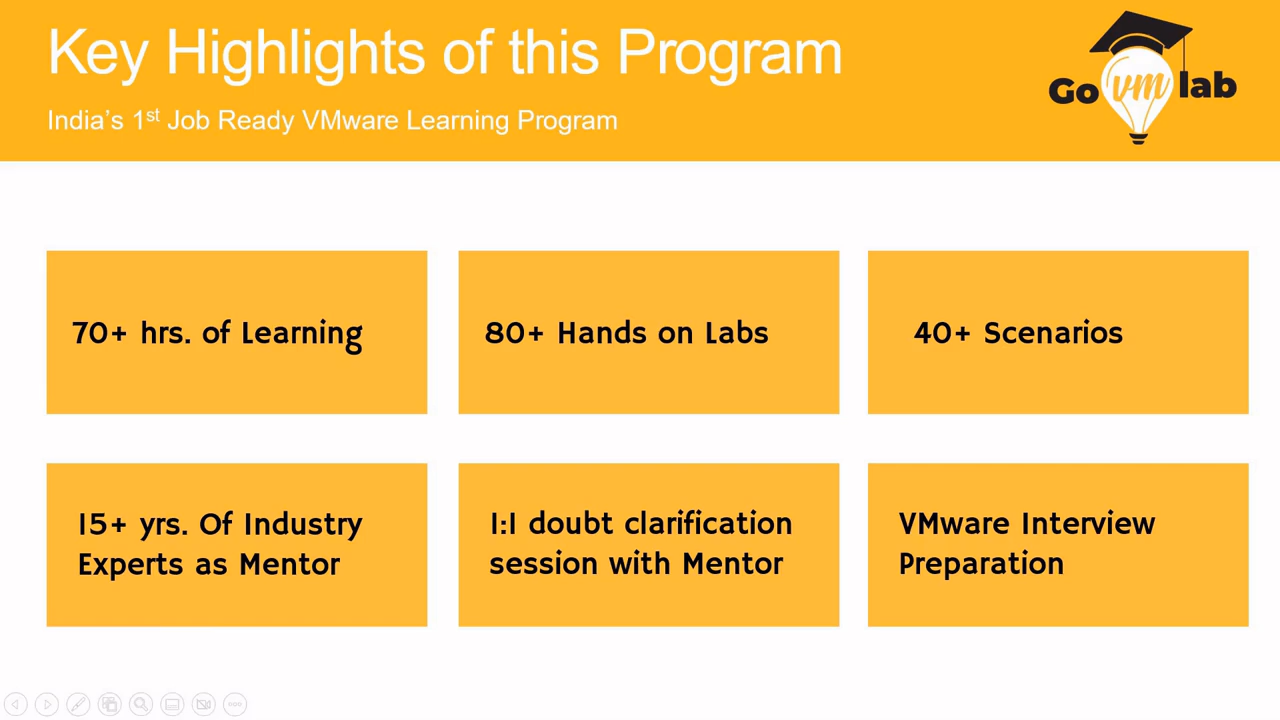 Key Highlights of this Program
India's 1st Job Ready VMware Learning Program
Go vm lab
70+ hrs. of Learning
80+ Hands on Labs
40+ Scenarios
15+ yrs. Of Industry
Experts as Mentor
1:1 doubt clarification
session with Mentor
VMware Interview
Preparation